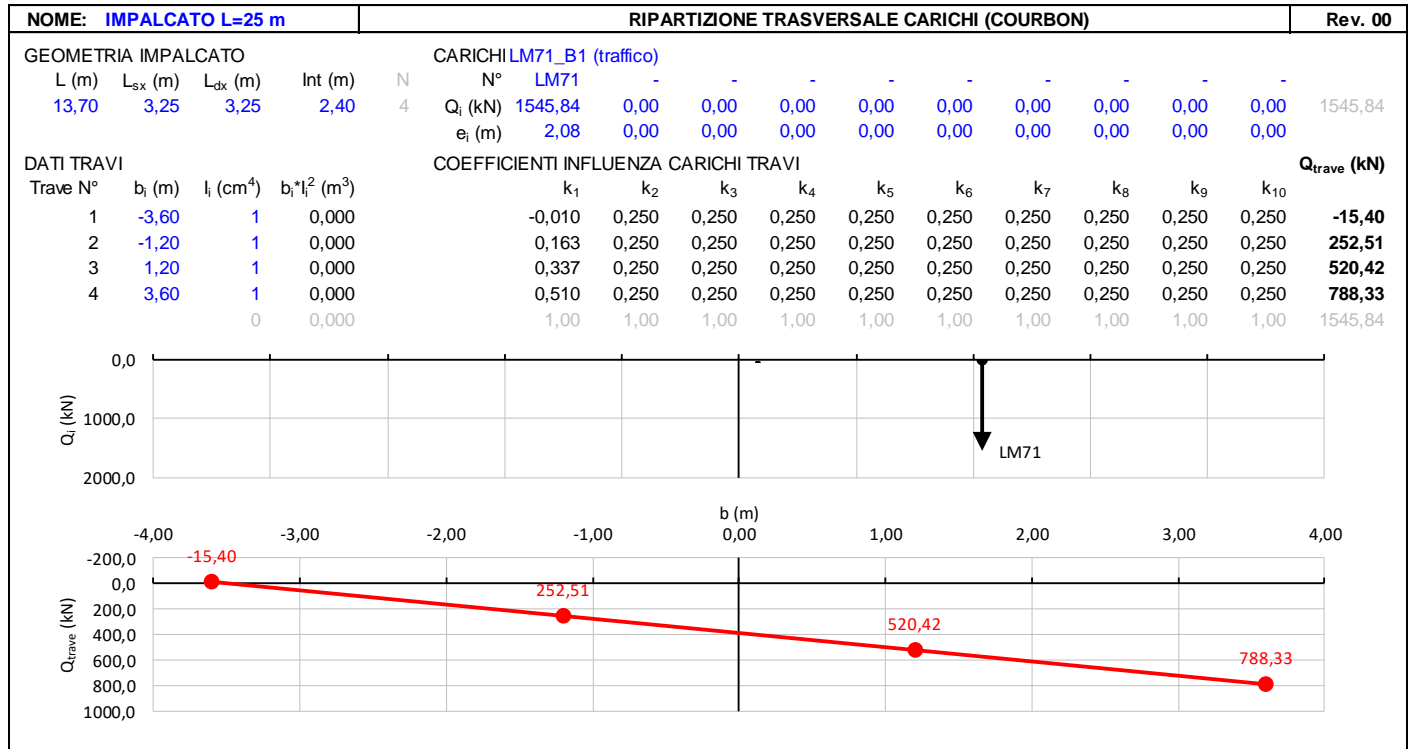 NOME: IMPALCATO L=25 m RIPARTIZIONE TRASVERSALE CARICHI (COURBON) Rev. 00
GEOMETRIA IMPALCATO CARICHI LM71_B1 (traffico)
L (m) Lsx (m) Ldx (m) Int (m) N N° LM71 - - - - - - - - -
13,70 3,25 3,25 2,40 4 Qi (kN) 1545,84 0,00 0,00 0,00 0,00 0,00 0,00 0,00 0,00 0,00 1545,84
ei (m) 2,08 0,00 0,00 0,00 0,00 0,00 0,00 0,00 0,00 0,00
DATI TRAVI COEFFICIENTI INFLUENZA CARICHI TRAVI Qtrave (kN)
Trave N° bi (m) Ii (cm⁴) bi*Ii² (m³) k1 k2 k3 k4 k5 k6 k7 k8 k9 k10
1 -3,60 1 0,000 -0,010 0,250 0,250 0,250 0,250 0,250 0,250 0,250 0,250 0,250 -15,40
2 -1,20 1 0,000 0,163 0,250 0,250 0,250 0,250 0,250 0,250 0,250 0,250 0,250 252,51
3 1,20 1 0,000 0,337 0,250 0,250 0,250 0,250 0,250 0,250 0,250 0,250 0,250 520,42
4 3,60 1 0,000 0,510 0,250 0,250 0,250 0,250 0,250 0,250 0,250 0,250 0,250 788,33
0 0,000 1,00 1,00 1,00 1,00 1,00 1,00 1,00 1,00 1,00 1,00 1545,84
0,0
Qi (kN)
1000,0
LM71
2000,0
b (m)
-4,00 -3,00 -2,00 -1,00 0,00 1,00 2,00 3,00 4,00
-200,0
-15,40
0,0
252,51
200,0
Qtrave (kN)
400,0
520,42
600,0
788,33
800,0
1000,0